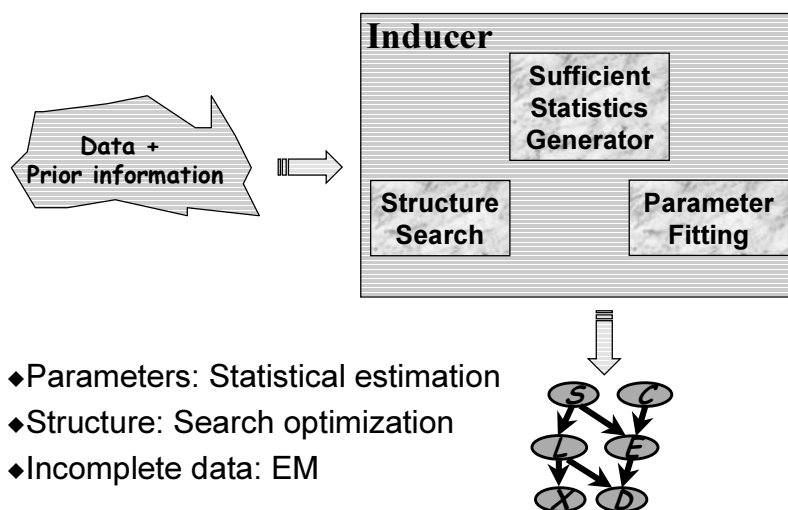 Inducer
Sufficient
Statistics
Generator
Data +
Prior information
Structure
Search
Parameter
Fitting
◆Parameters: Statistical estimation
◆Structure: Search optimization
◆Incomplete data: EM
S C
L E
X D